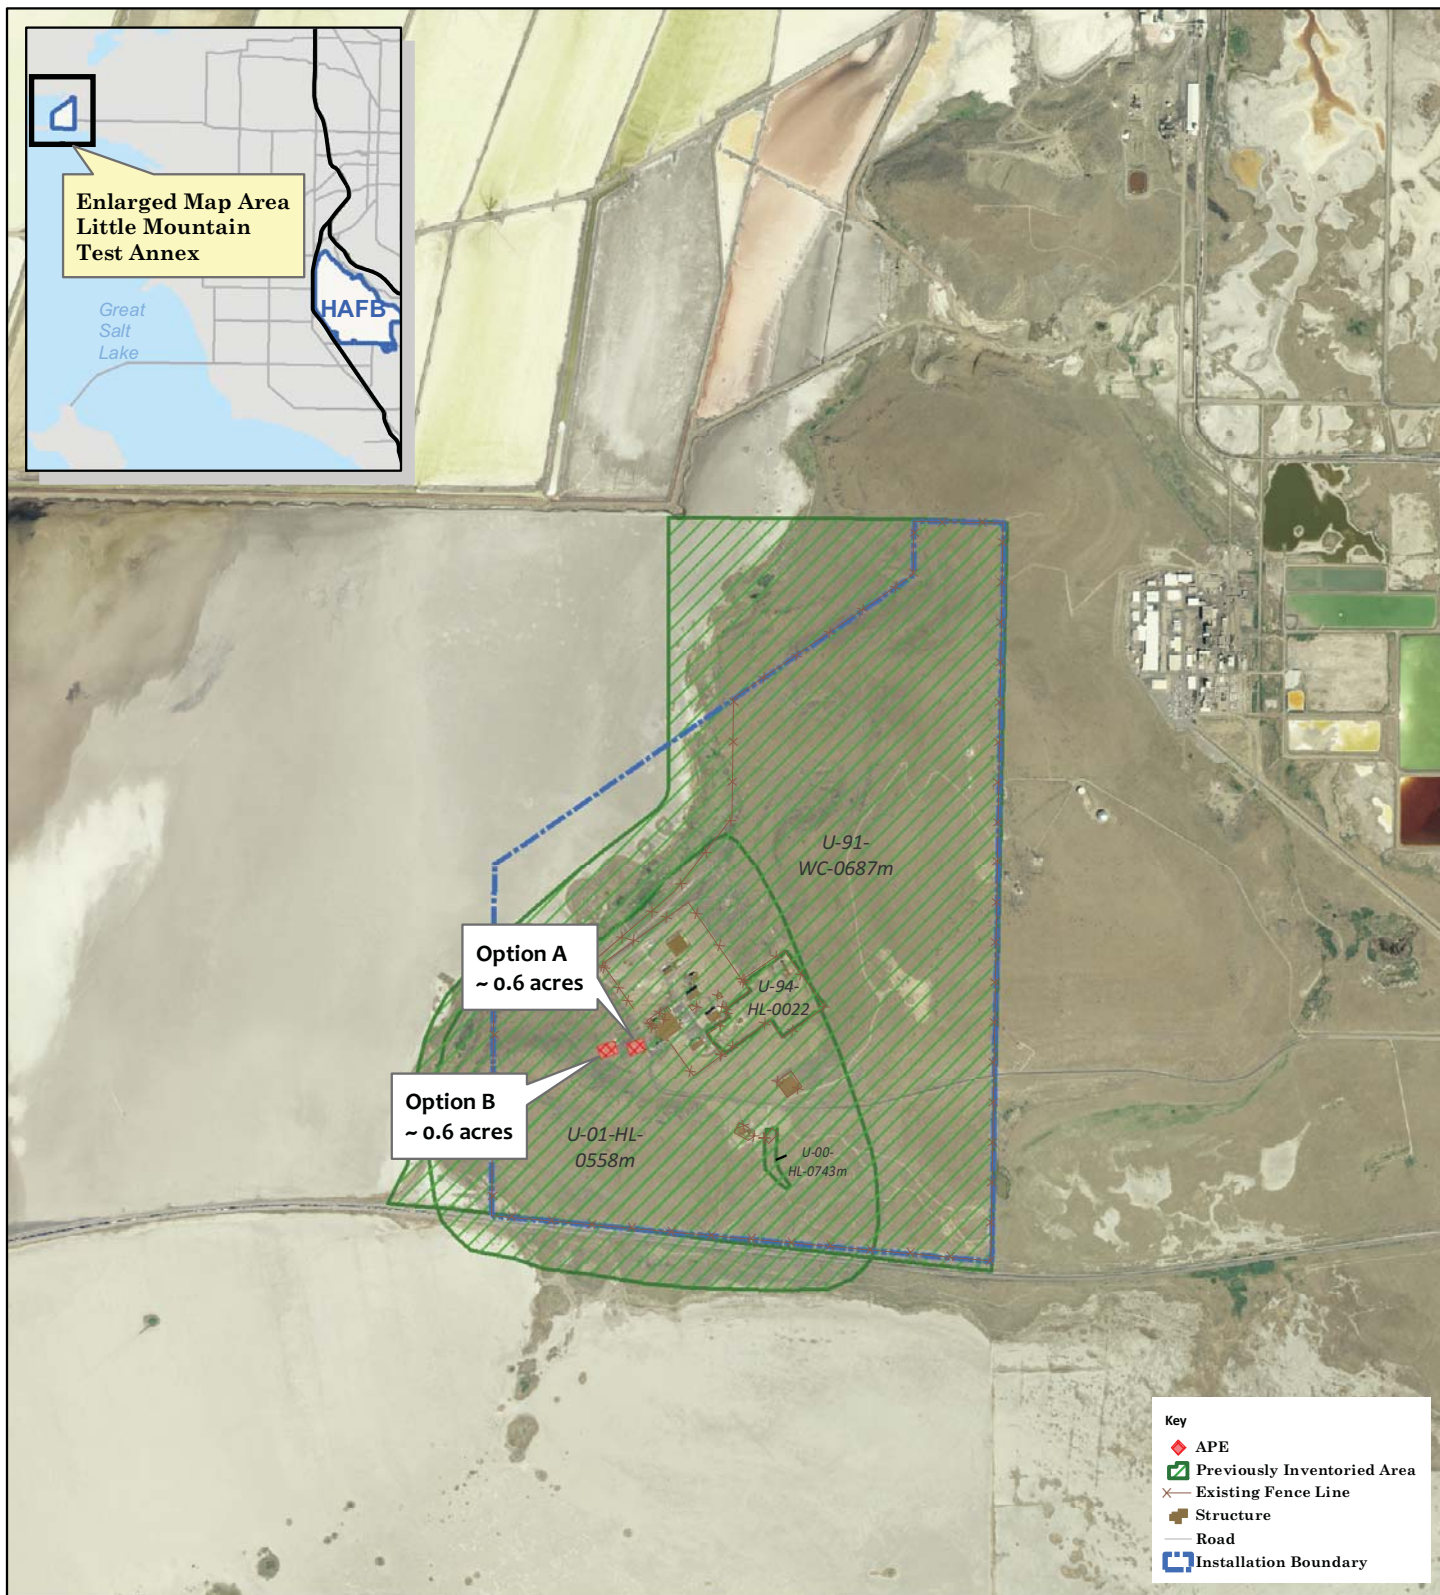 Enlarged Map Area
Little Mountain
Test Annex
Great
Salt
Lake
HAFB
U-91-
WC-0687m
Option A
~ 0.6 acres
U-94-
HL-0022
Option B
~ 0.6 acres
U-01-HL-
0558m
U-00-
HL-0743m
Key
APE
Previously Inventoried Area
Existing Fence Line
Structure
Road
Installation Boundary